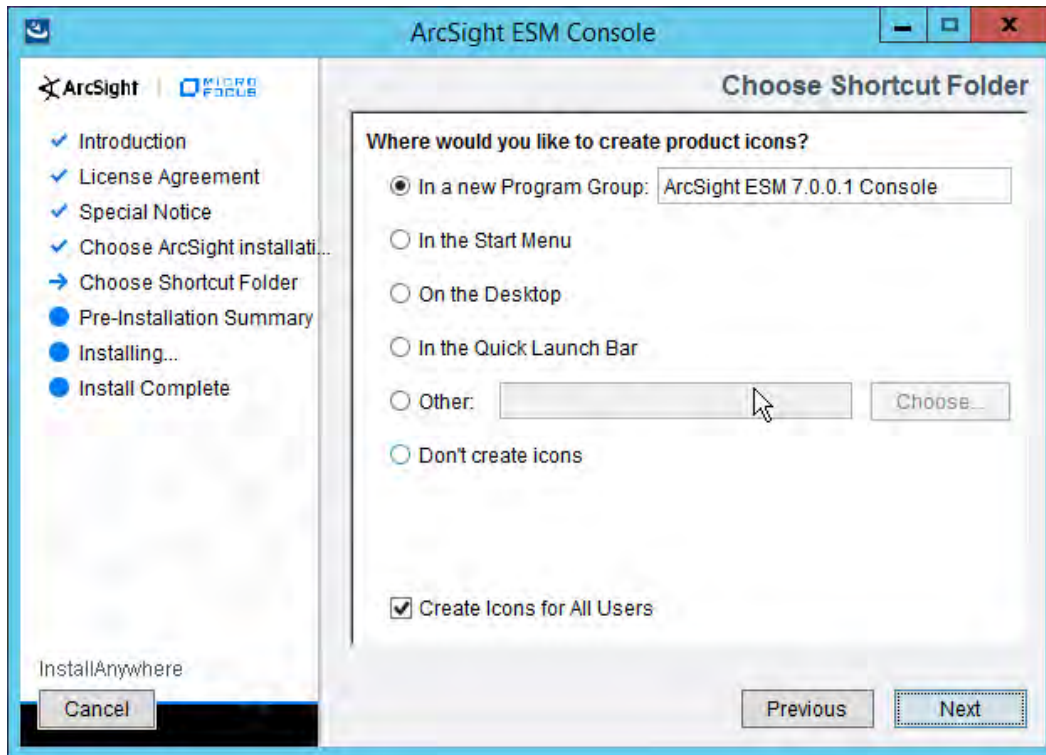 ArcSight ESM Console
ArcSight | MICRO FOCUS
Choose Shortcut Folder
Introduction
License Agreement
Special Notice
Choose ArcSight installati...
Choose Shortcut Folder
Pre-Installation Summary
Installing...
Install Complete
Where would you like to create product icons?
In a new Program Group: ArcSight ESM 7.0.0.1 Console
In the Start Menu
On the Desktop
In the Quick Launch Bar
Other: Choose...
Don't create icons
Create Icons for All Users
InstallAnywhere
Cancel
Previous
Next